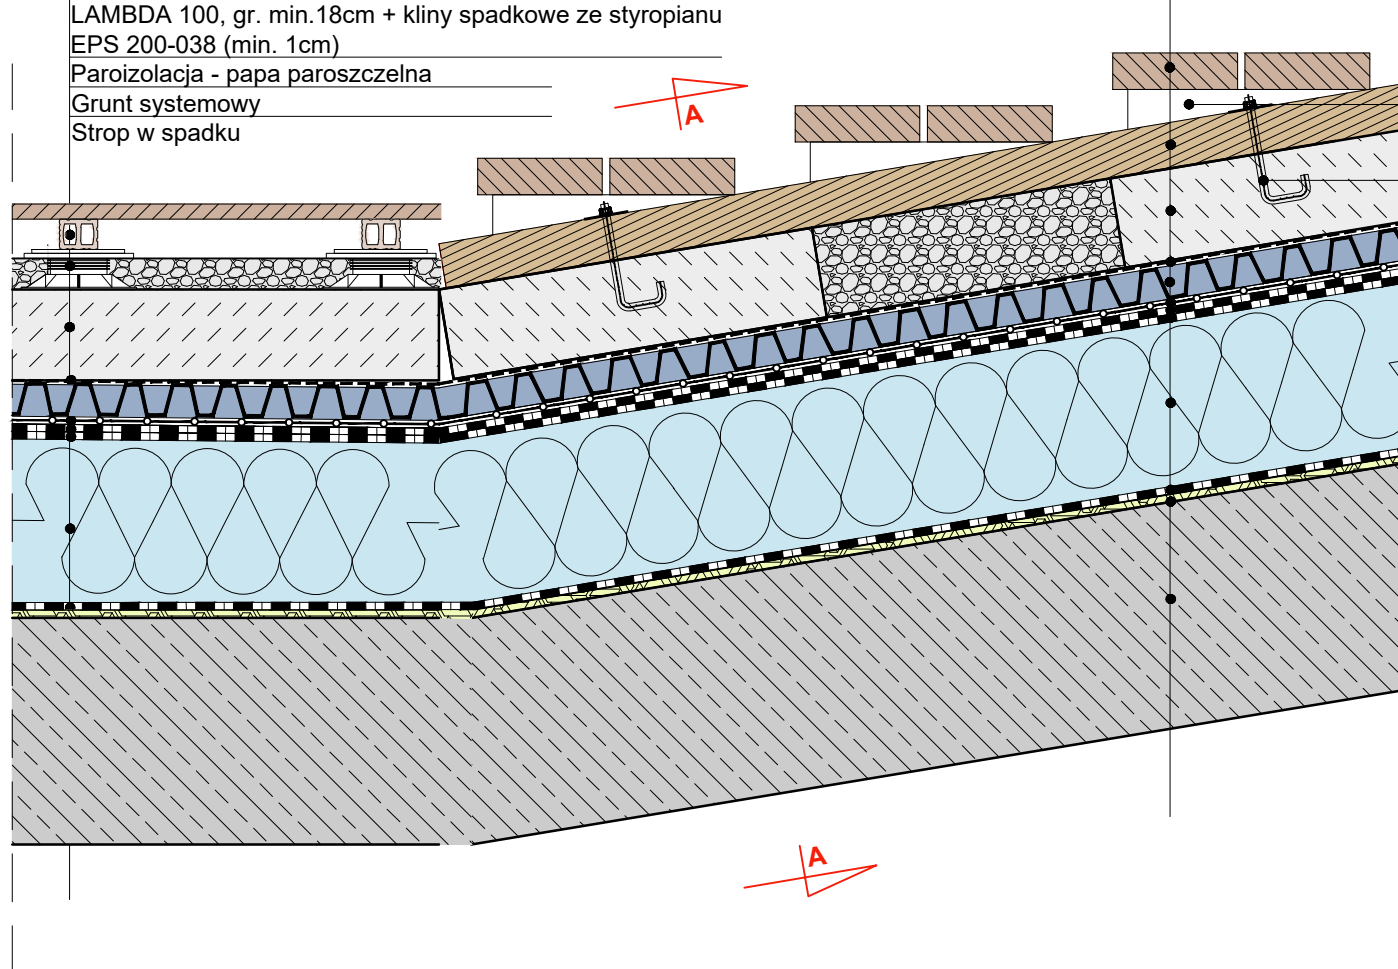 LAMBDA 100, gr. min.18cm + kliny spadkowe ze styropianu
EPS 200-038 (min. 1cm)
Paroizolacja - papa paroszczelna
Grunt systemowy
Strop w spadku
A
A